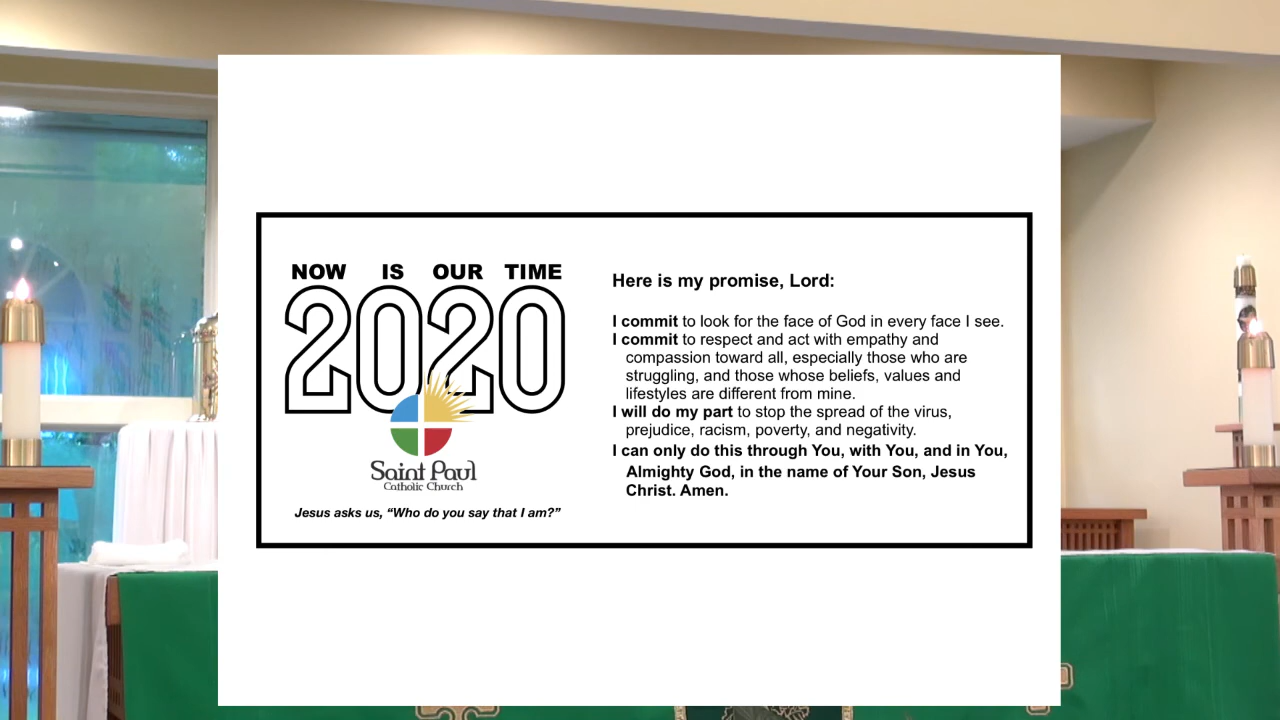 NOW IS OUR TIME
2020
Saint Paul
Catholic Church
Jesus asks us, “Who do you say that I am?”
Here is my promise, Lord:
I commit to look for the face of God in every face I see.
I commit to respect and act with empathy and
compassion toward all, especially those who are
struggling, and those whose beliefs, values and
lifestyles are different from mine.
I will do my part to stop the spread of the virus,
prejudice, racism, poverty, and negativity.
I can only do this through You, with You, and in You,
Almighty God, in the name of Your Son, Jesus
Christ. Amen.